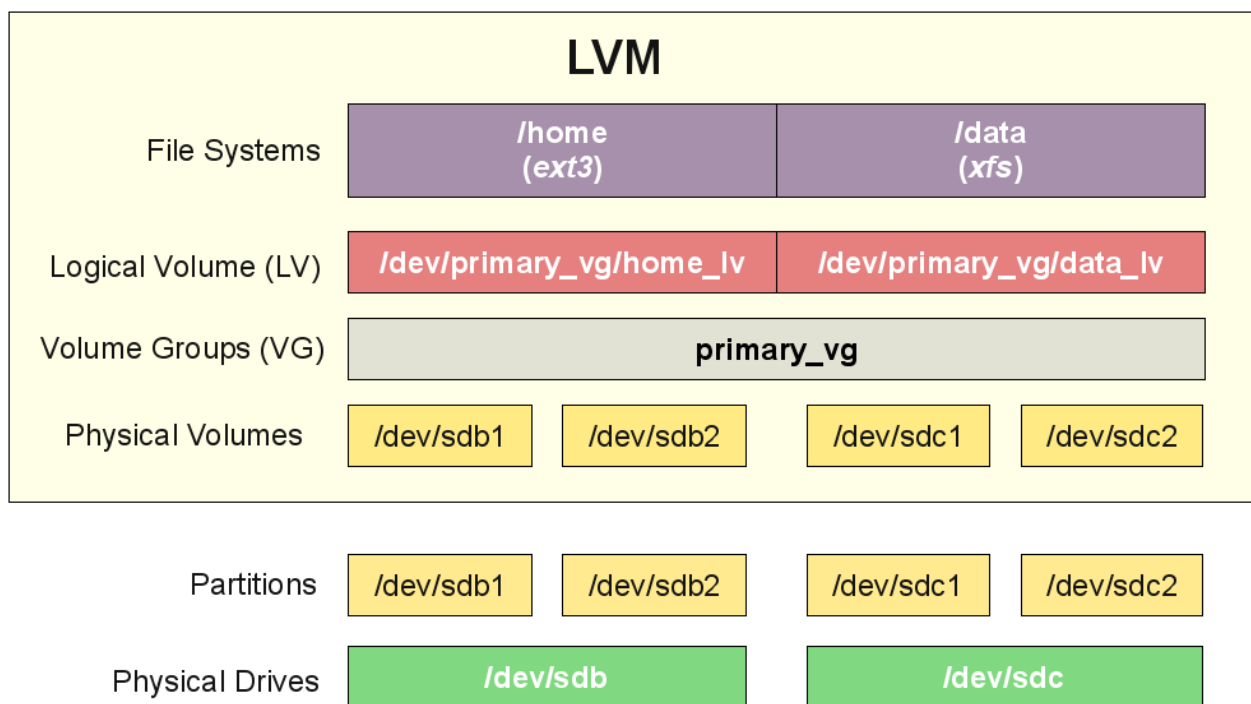 LVM
File Systems
/home
(ext3)
/data
(xfs)
Logical Volume (LV)
/dev/primary_vg/home_lv
/dev/primary_vg/data_lv
Volume Groups (VG)
primary_vg
Physical Volumes
/dev/sdb1
/dev/sdb2
/dev/sdc1
/dev/sdc2
Partitions
/dev/sdb1
/dev/sdb2
/dev/sdc1
/dev/sdc2
Physical Drives
/dev/sdb
/dev/sdc